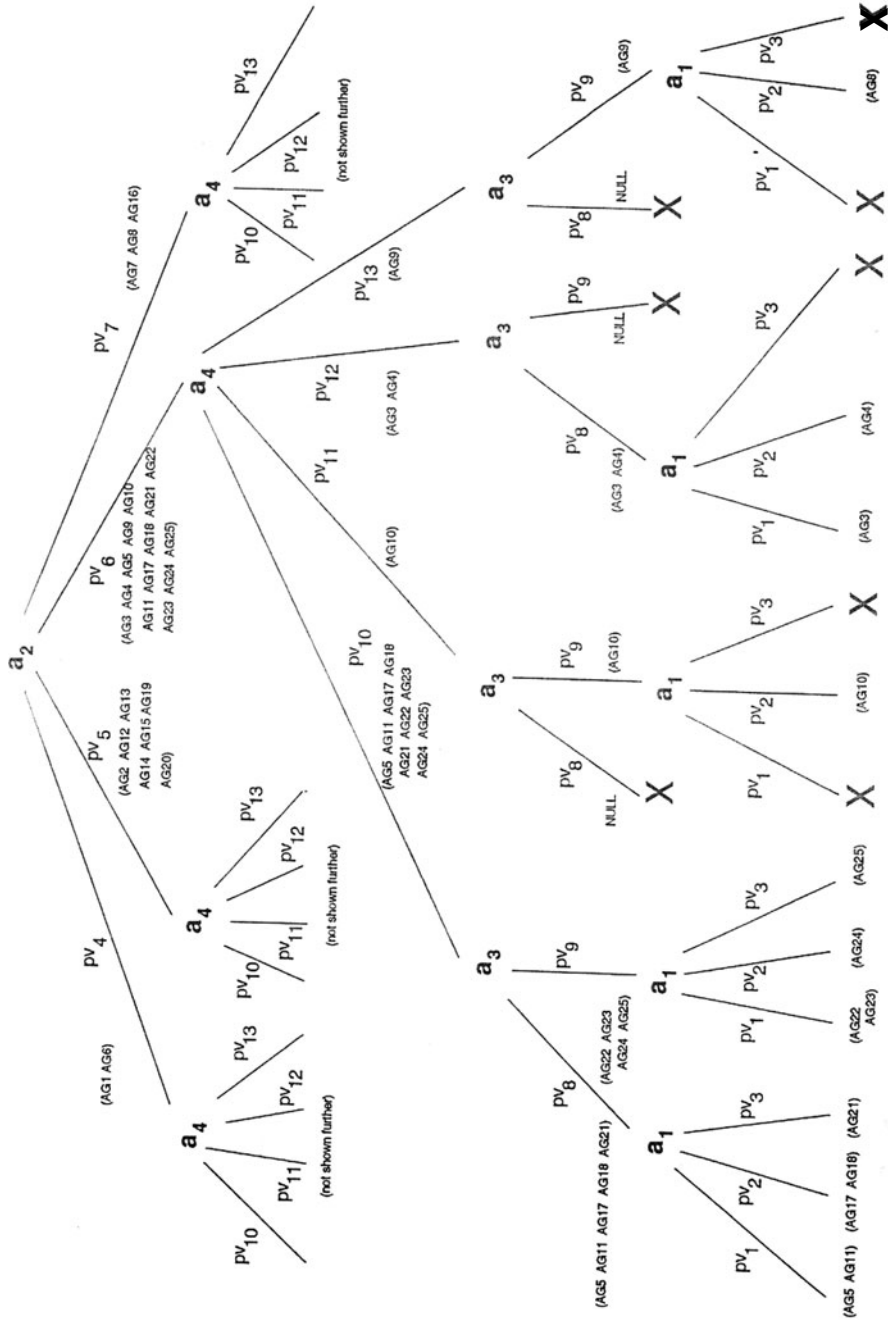 a2
pv4
(AG1 AG6)
pv5
(AG2 AG12 AG13
AG14 AG15 AG19
AG20)
pv6
(AG3 AG4 AG5 AG9 AG10
AG11 AG17 AG18 AG21 AG22
AG23 AG24 AG25)
pv7
(AG7 AG8 AG16)
a4
pv10
pv11
pv12
pv13
(not shown further)
a4
pv10
pv11
pv12
pv13
(not shown further)
a4
pv10
(AG5 AG11 AG17 AG18
AG21 AG22 AG23
AG24 AG25)
pv11
(AG10)
pv12
(AG3 AG4)
pv13
(AG9)
a4
pv10
pv11
pv12
pv13
(not shown further)
a3
pv8
(AG5 AG11 AG17 AG18 AG21)
pv9
(AG22 AG23
AG24 AG25)
a3
pv8
NULL
X
pv9
(AG10)
a3
pv8
(AG3 AG4)
pv9
NULL
X
a3
pv8
NULL
X
pv9
(AG9)
a1
pv1
pv2
pv3
(AG5 AG11)
(AG17 AG18)
(AG21)
a1
pv1
pv2
pv3
(AG22
AG23)
(AG24)
(AG25)
a1
pv1
pv2
pv3
X
(AG10)
X
a1
pv1
pv2
pv3
(AG3)
(AG4)
X
a1
pv1 '
pv2
pv3
X
(AG8)
X